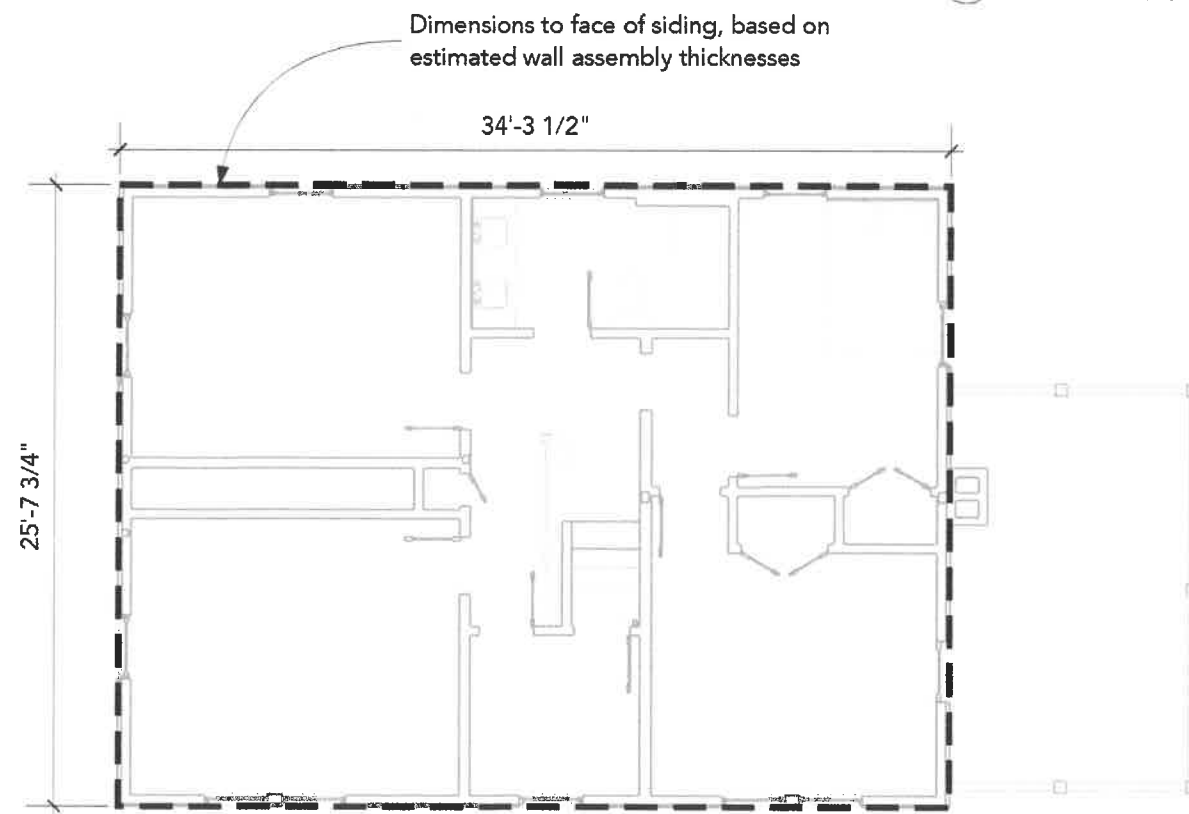 Dimensions to face of siding, based on
estimated wall assembly thicknesses
34'-3 1/2"
25'-7 3/4"